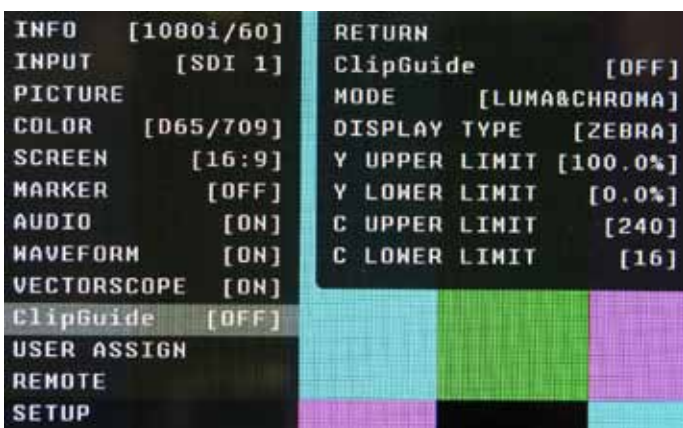 INFO [1080i/60]
INPUT [SDI 1]
PICTURE
COLOR [D65/709]
SCREEN [16:9]
MARKER [OFF]
AUDIO [ON]
WAVEFORM [ON]
VECTORSCOPE [ON]
ClipGuide [OFF]
USER ASSIGN
REMOTE
SETUP
RETURN
ClipGuide [OFF]
MODE [LUMA&CHROMA]
DISPLAY TYPE [ZEBRA]
Y UPPER LIMIT [100.0%]
Y LOWER LIMIT [0.0%]
C UPPER LIMIT [240]
C LOWER LIMIT [16]